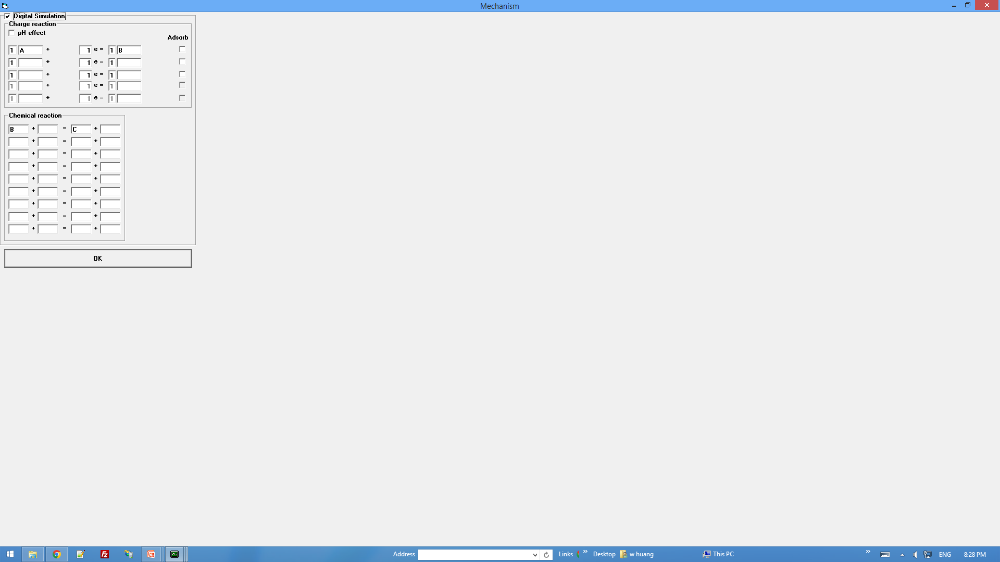 Mechanism
Digital Simulation
Charge reaction
pH effect
Adsorb
1 A + 1 e = 1 B
1 + 1 e = 1
1 + 1 e = 1
1 + 1 e = 1
1 + 1 e = 1
Chemical reaction
B + = C +
+ = +
+ = +
+ = +
+ = +
+ = +
+ = +
+ = +
+ = +
OK
Address Links » Desktop w huang This PC » ENG 8:28 PM